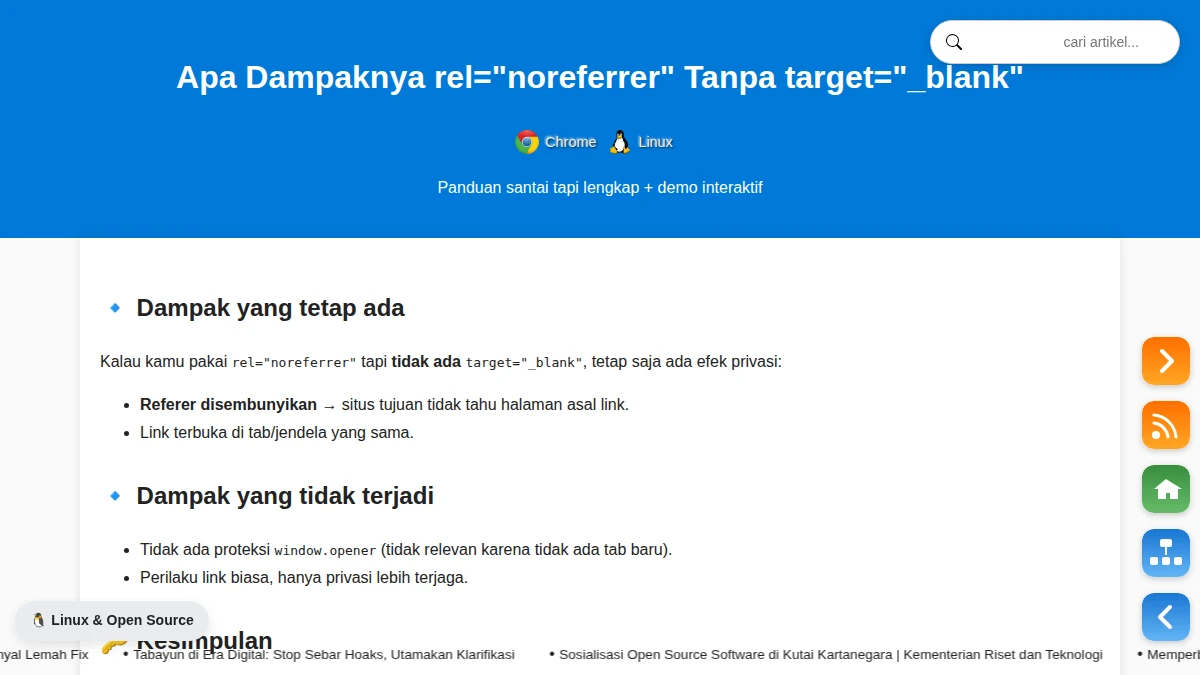 cari artikel...
Apa Dampaknya rel="noreferrer" Tanpa target="_blank"
Chrome Linux
Panduan santai tapi lengkap + demo interaktif
Dampak yang tetap ada
Kalau kamu pakai rel="noreferrer" tapi tidak ada target="_blank", tetap saja ada efek privasi:
• Referer disembunyikan → situs tujuan tidak tahu halaman asal link.
• Link terbuka di tab/jendela yang sama.
Dampak yang tidak terjadi
• Tidak ada proteksi window.opener (tidak relevan karena tidak ada tab baru).
• Perilaku link biasa, hanya privasi lebih terjaga.
Linux & Open Source
Kesimpulan
nyal Lemah Fix • Tabayun di Era Digital: Stop Sebar Hoaks, Utamakan Klarifikasi • Sosialisasi Open Source Software di Kutai Kartanegara | Kementerian Riset dan Teknologi • Memperb